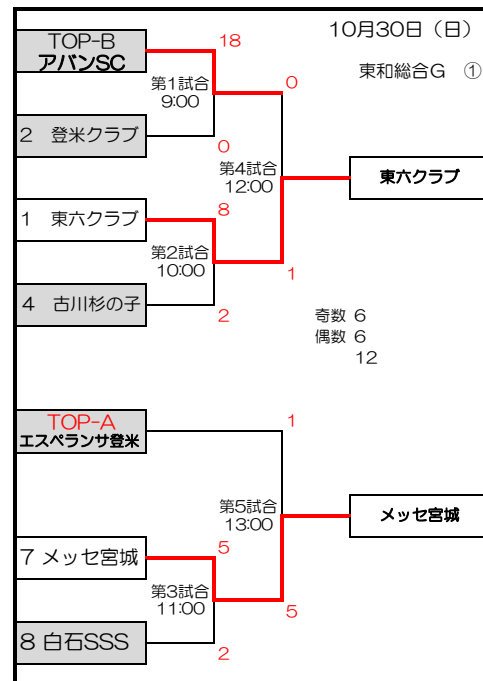 10月30日（日）
東和総合G　①
TOP-B
アバンSC
18
第1試合
9:00
0
2　登米クラブ
0
第4試合
12:00
東六クラブ
1　東六クラブ
8
第2試合
10:00
1
4　古川杉の子
2
奇数 6
偶数 6
12
TOP-A
エスペランサ登米
1
第5試合
13:00
メッセ宮城
7 メッセ宮城
5
第3試合
11:00
5
8 白石SSS
2